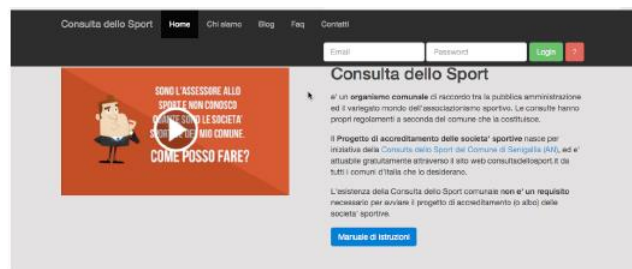 Consulta dello Sport Home Chi siamo Blog Faq Contatti
Email Password Login ?
SONO L'ASSESSORE ALLO
SPORT E NON CONOSCO
QUANTE SONO LE SOCIETA'
SPORTIVE DEL MIO COMUNE.
COME POSSO FARE?
Consulta dello Sport
e' un organismo comunale di raccordo tra la pubblica amministrazione
ed il variegato mondo dell'associazionismo sportivo. Le consulte hanno
propri regolamenti a seconda del comune che la costituisce.
Il Progetto di accreditamento delle societa' sportive nasce per
iniziativa della Consulta dello Sport del Comune di Senigallia (AN), ed e'
attuabile gratuitamente attraverso il sito web consultadellosport.it da
tutti i comuni d'Italia che lo desiderano.
L'esistenza della Consulta dello Sport comunale non e' un requisito
necessario per avviare il progetto di accreditamento (o albo) delle
societa' sportive.
Manuale di istruzioni